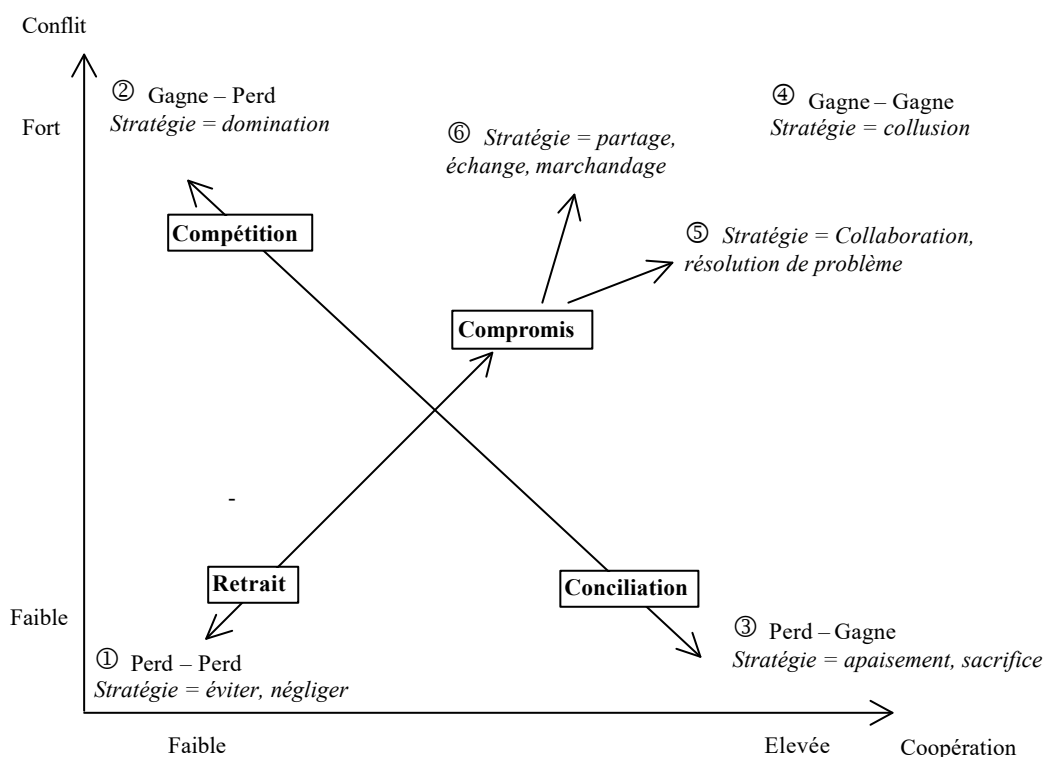 Conflit
② Gagne – Perd
Stratégie = domination
④ Gagne – Gagne
Stratégie = collusion
Fort
⑥ Stratégie = partage,
échange, marchandage
Compétition
⑤ Stratégie = Collaboration,
résolution de problème
Compromis
-
Retrait
Conciliation
Faible
① Perd – Perd
Stratégie = éviter, négliger
③ Perd – Gagne
Stratégie = apaisement, sacrifice
Faible
Elevée
Coopération